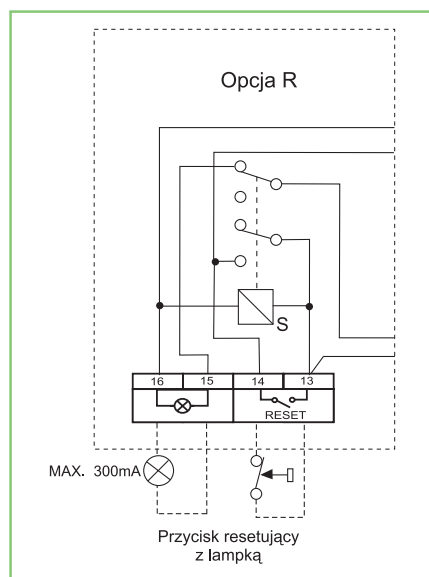 Opcja R
S
16 15 14 13
RESET
MAX. 300mA
Przycisk resetujący
z lampką